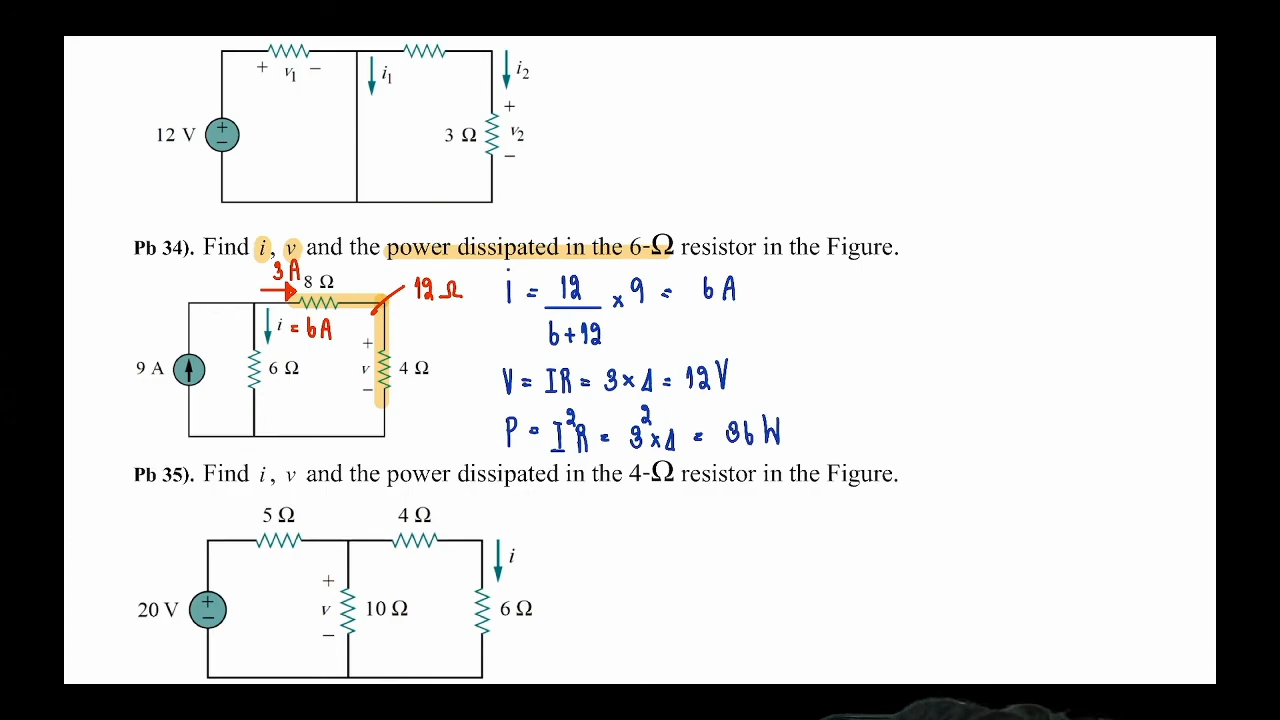 + v1 −
i1
i2
+
12 V
+
−
3 Ω
v2
−
Pb 34). Find i, v and the power dissipated in the 6-Ω resistor in the Figure.
3 A
8 Ω
12 Ω
i = 12 / 6+12 × 9 = 6 A
i = 6A
+
9 A
6 Ω
v
4 Ω
−
V = IR = 3 × 4 = 12 V
P = I²R = 3² × 4 = 36 W
Pb 35). Find i, v and the power dissipated in the 4-Ω resistor in the Figure.
5 Ω
4 Ω
i
+
20 V
+
−
v
10 Ω
6 Ω
−